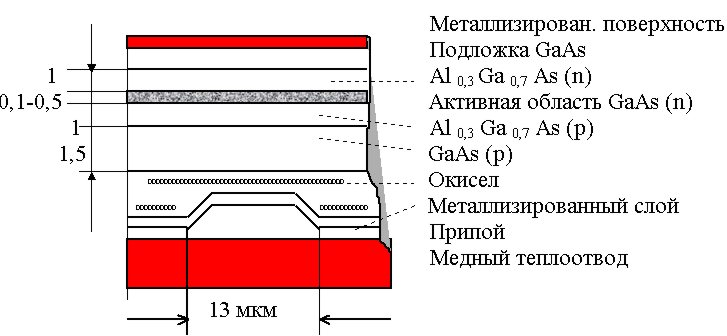 Металлизирован. поверхность
Подложка GaAs
1
Al 0,3 Ga 0,7 As (n)
0,1-0,5
Активная область GaAs (n)
1
Al 0,3 Ga 0,7 As (p)
1,5
GaAs (p)
Окисел
Металлизированный слой
Припой
Медный теплоотвод
13 мкм